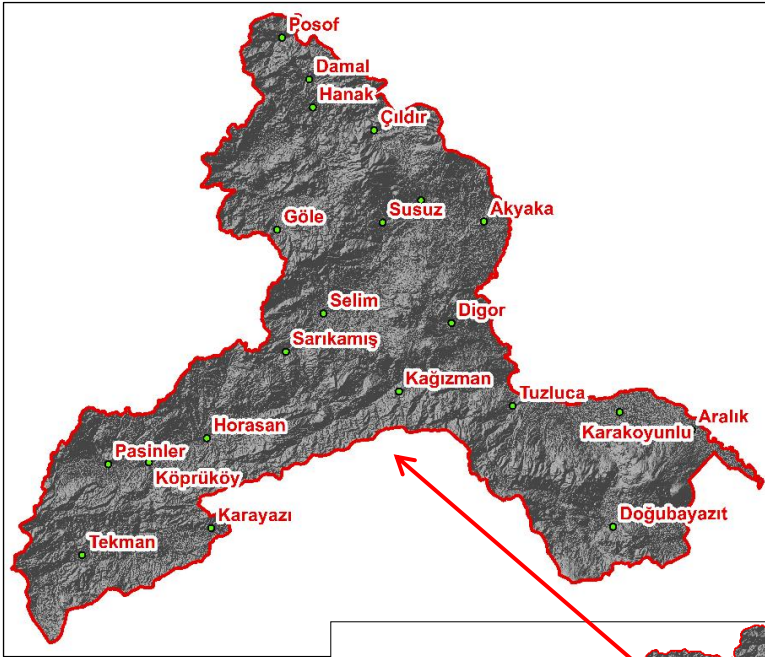 Posof
Damal
Hanak
Çıldır
Göle
Susuz
Akyaka
Selim
Digor
Sarıkamış
Kağızman
Tuzluca
Aralık
Karakoyunlu
Horasan
Pasinler
Köprüköy
Karayazı
Doğubayazıt
Tekman